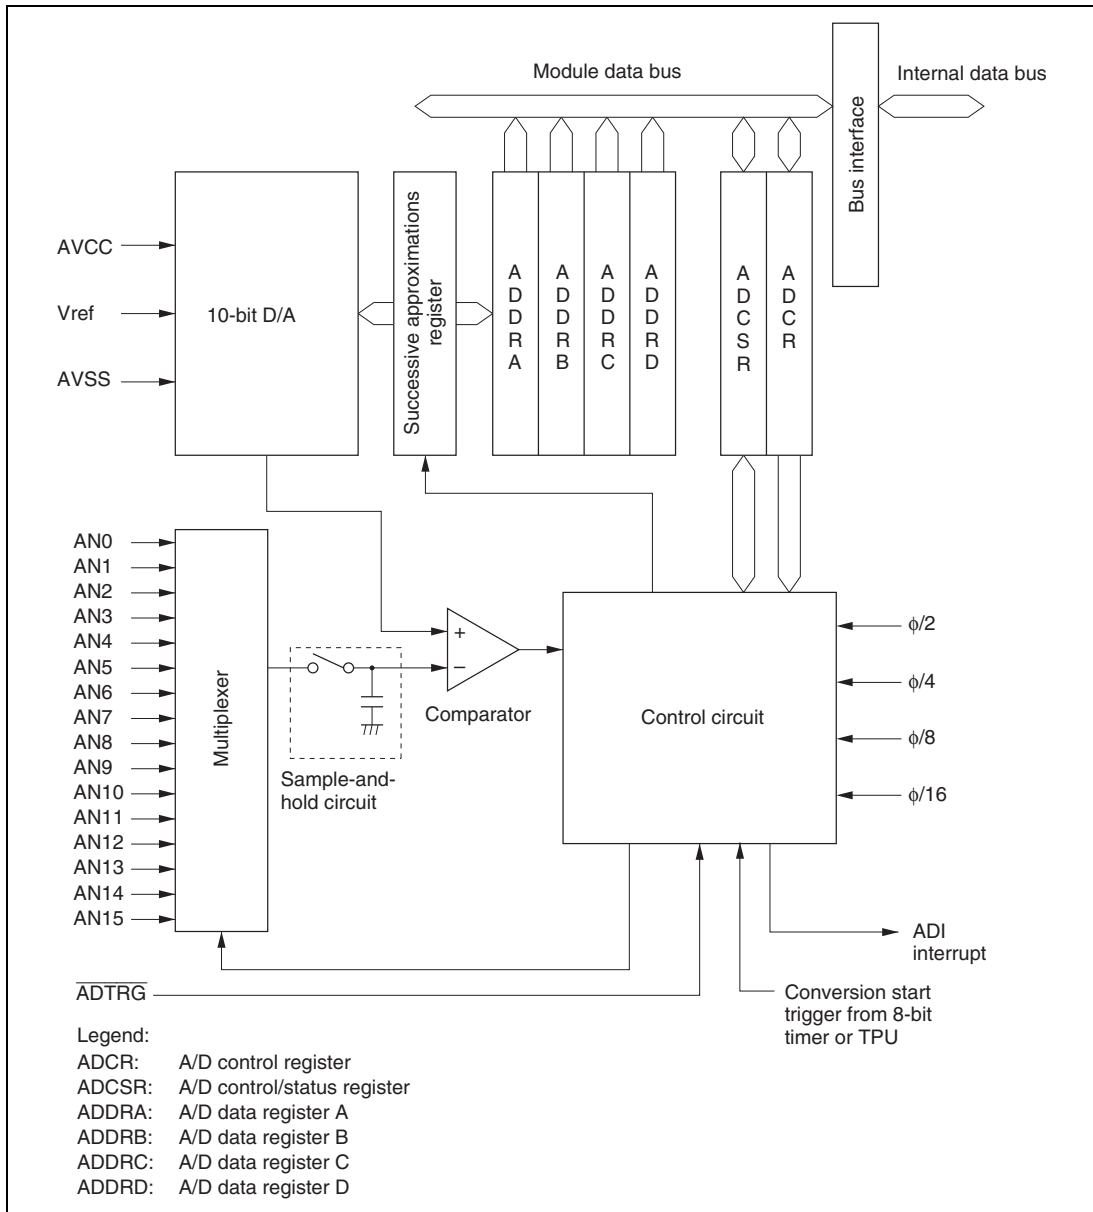 Module data bus
Internal data bus
Bus interface
AVCC
Vref
AVSS
10-bit D/A
Successive approximations
register
ADDRA
ADDRB
ADDRC
ADDRD
ADCSR
ADCR
AN0
AN1
AN2
AN3
AN4
AN5
AN6
AN7
AN8
AN9
AN10
AN11
AN12
AN13
AN14
AN15
Multiplexer
+
−
Comparator
Sample-and-
hold circuit
Control circuit
ϕ/2
ϕ/4
ϕ/8
ϕ/16
ADI
interrupt
ADTRG
Conversion start
trigger from 8-bit
timer or TPU
Legend:
ADCR: A/D control register
ADCSR: A/D control/status register
ADDRA: A/D data register A
ADDRB: A/D data register B
ADDRC: A/D data register C
ADDRD: A/D data register D